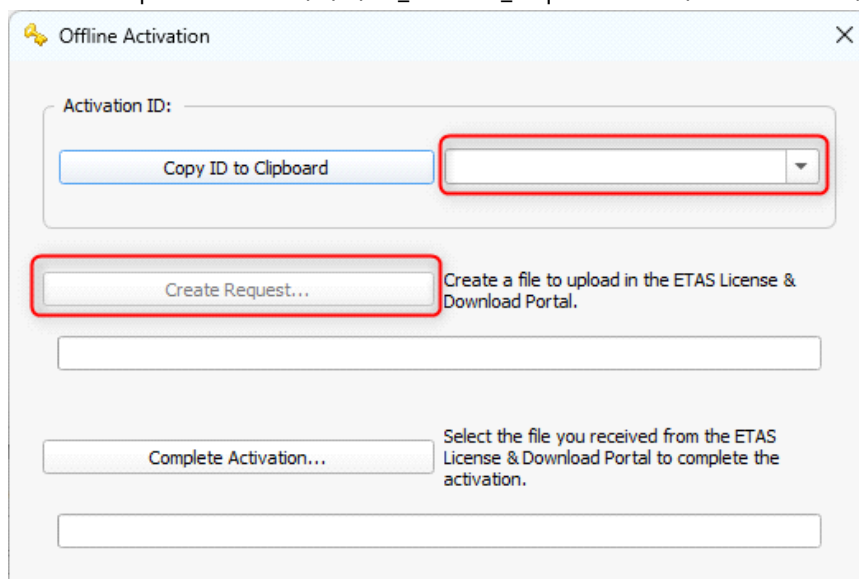 Offline Activation
Activation ID:
Copy ID to Clipboard
Create Request...
Create a file to upload in the ETAS License &
Download Portal.
Complete Activation...
Select the file you received from the ETAS
License & Download Portal to complete the
activation.